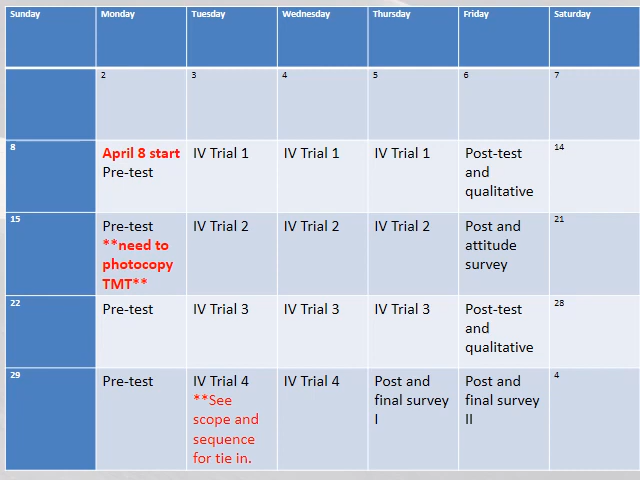 Sunday Monday Tuesday Wednesday Thursday Friday Saturday
2 3 4 5 6 7
8 April 8 start IV Trial 1 IV Trial 1 IV Trial 1 Post-test 14
Pre-test and
qualitative
15 Pre-test IV Trial 2 IV Trial 2 IV Trial 2 Post and 21
**need to attitude
photocopy survey
TMT**
22 Pre-test IV Trial 3 IV Trial 3 IV Trial 3 Post-test 28
and
qualitative
29 Pre-test IV Trial 4 IV Trial 4 Post and Post and 4
**See final survey final survey
scope and I II
sequence
for tie in.